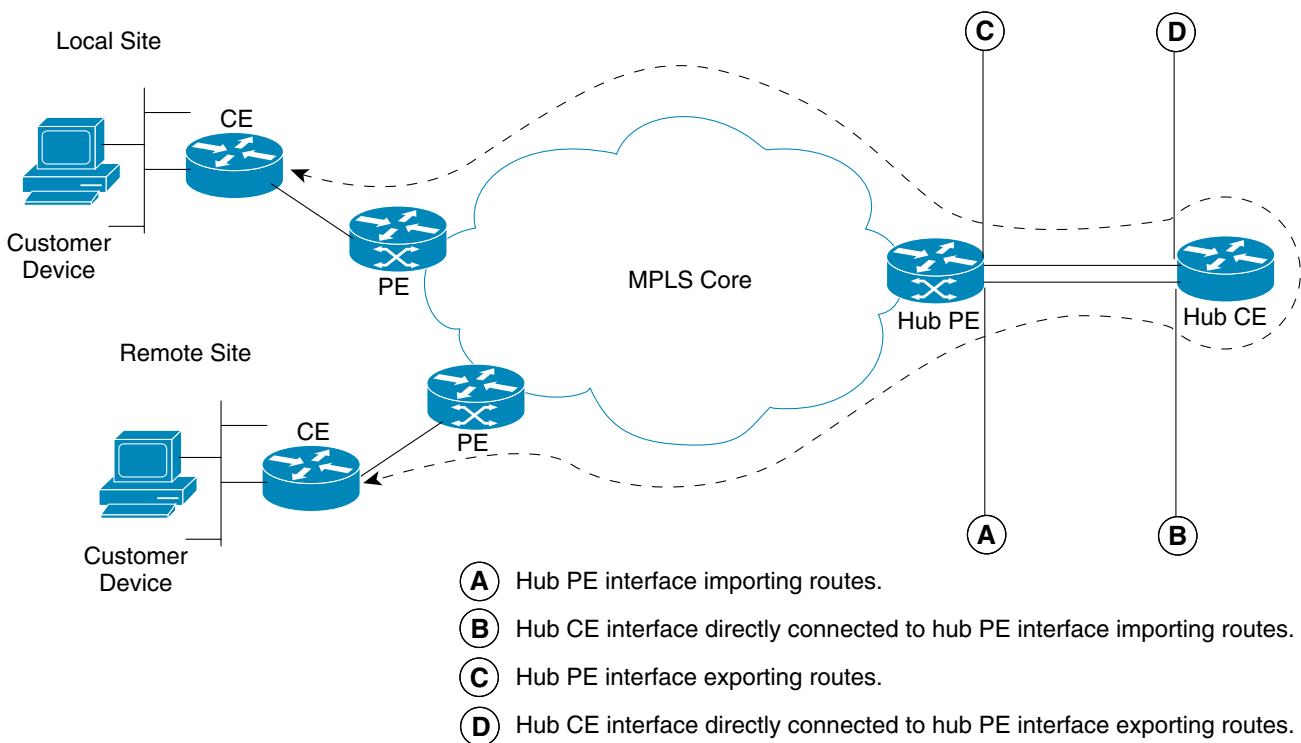 Local Site
C
D
CE
Customer
Device
PE
MPLS Core
Hub PE
Hub CE
Remote Site
CE
PE
Customer
Device
A
B
A Hub PE interface importing routes.
B Hub CE interface directly connected to hub PE interface importing routes.
C Hub PE interface exporting routes.
D Hub CE interface directly connected to hub PE interface exporting routes.